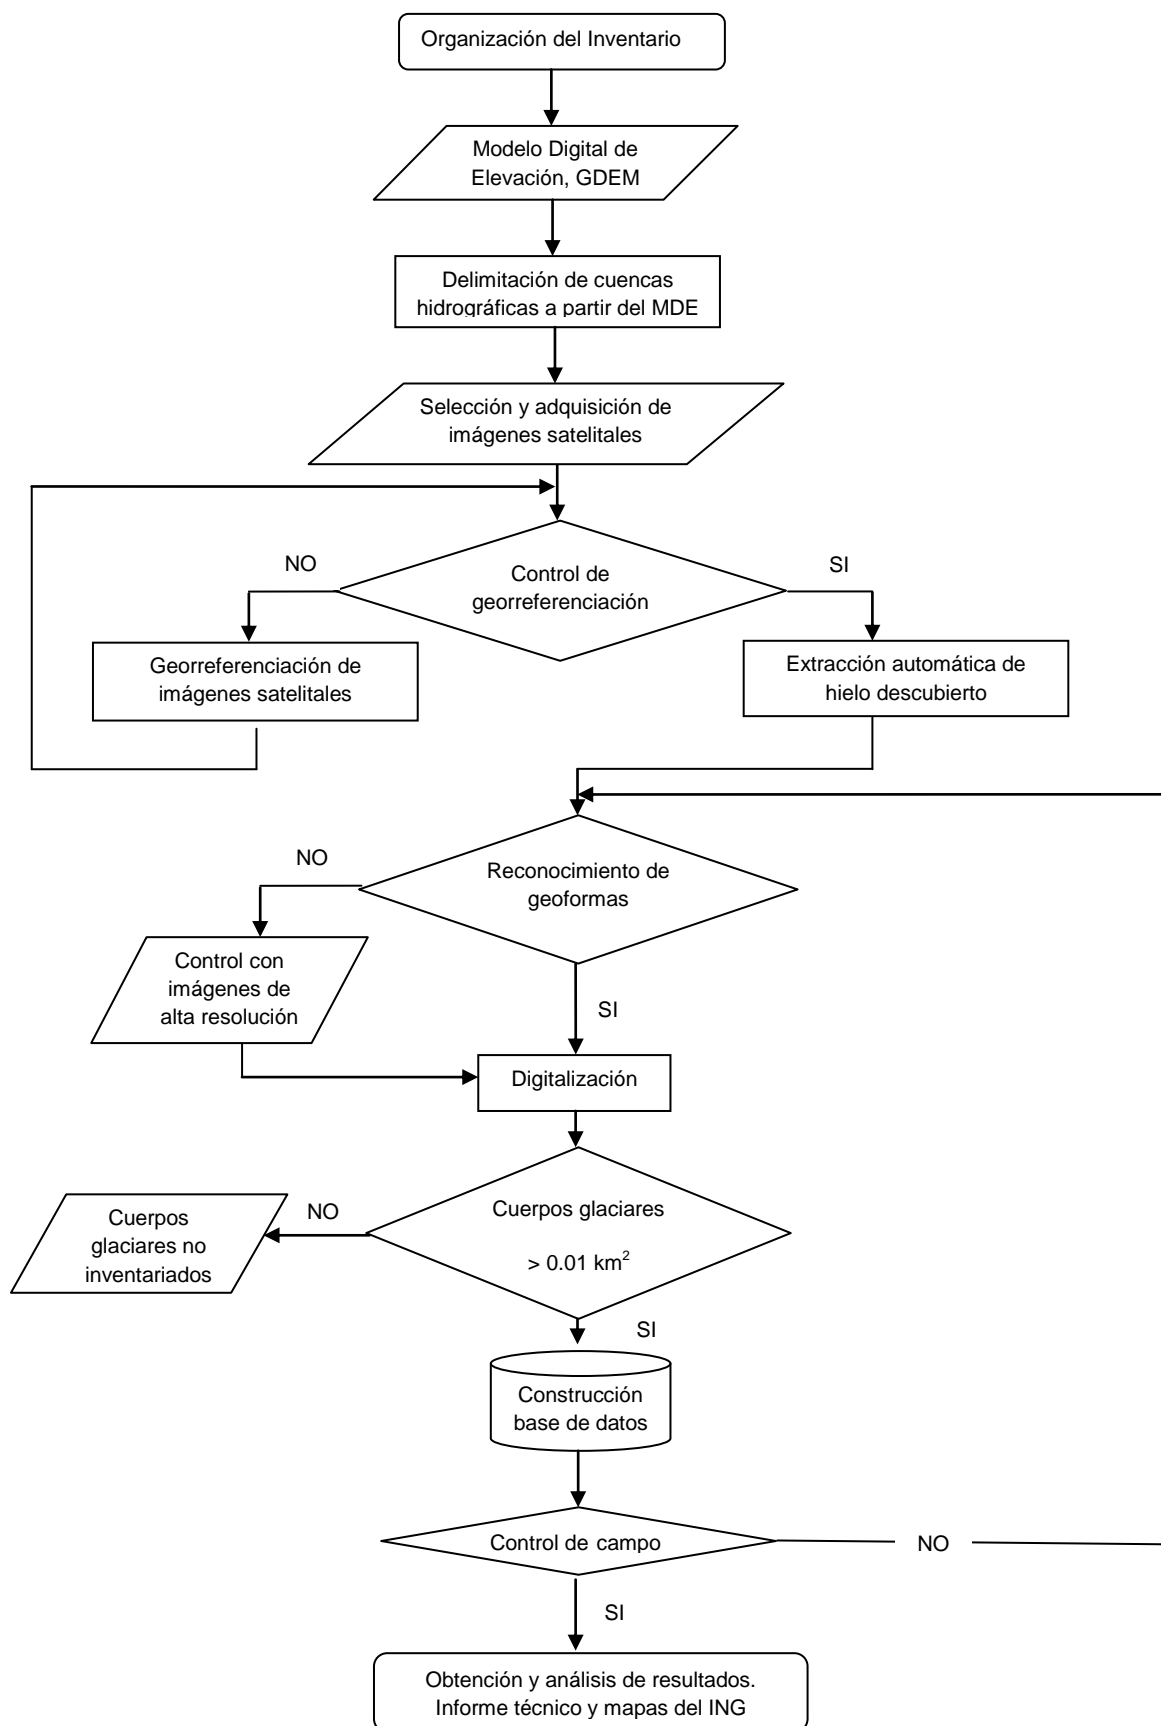 Organización del Inventario
Modelo Digital de
Elevación, GDEM
Delimitación de cuencas
hidrográficas a partir del MDE
Selección y adquisición de
imágenes satelitales
NO
SI
Control de
georreferenciación
Georreferenciación de
imágenes satelitales
Extracción automática de
hielo descubierto
NO
Reconocimiento de
geoformas
Control con
imágenes de
alta resolución
SI
Digitalización
Cuerpos glaciares
> 0.01 km²
NO
Cuerpos
glaciares no
inventariados
SI
Construcción
base de datos
Control de campo
NO
SI
Obtención y análisis de resultados.
Informe técnico y mapas del ING